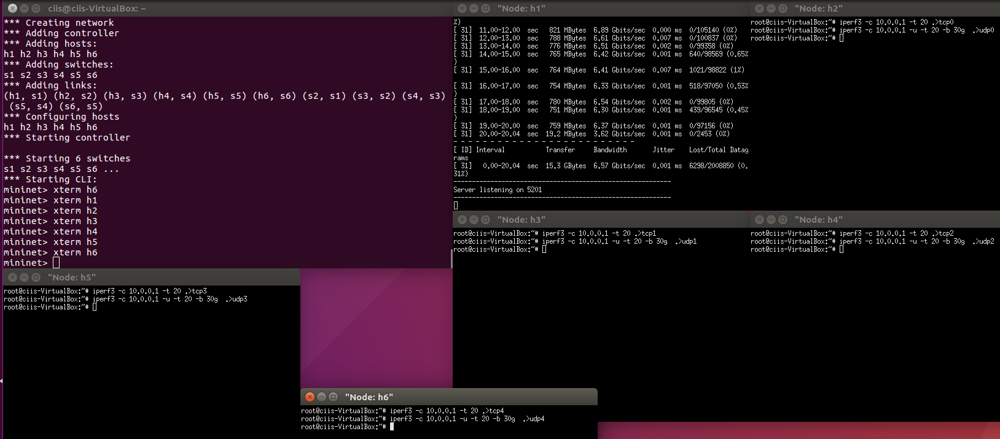 ciis@ciis-VirtualBox: ~
*** Creating network
*** Adding controller
*** Adding hosts:
h1 h2 h3 h4 h5 h6
*** Adding switches:
s1 s2 s3 s4 s5 s6
*** Adding links:
(h1, s1) (h2, s2) (h3, s3) (h4, s4) (h5, s5) (h6, s6) (s2, s1) (s3, s2) (s4, s3)
(s5, s4) (s6, s5)
*** Configuring hosts
h1 h2 h3 h4 h5 h6
*** Starting controller
*** Starting 6 switches
s1 s2 s3 s4 s5 s6 ...
*** Starting CLI:
mininet> xterm h6
mininet> xterm h1
mininet> xterm h2
mininet> xterm h3
mininet> xterm h4
mininet> xterm h5
mininet> xterm h6
mininet>
"Node: h1"
%)
[ 31]  11.00-12.00  sec   821 MBytes  6.89 Gbits/sec  0.000 ms  0/105140 (0%)
[ 31]  12.00-13.00  sec   788 MBytes  6.61 Gbits/sec  0.007 ms  0/100837 (0%)
[ 31]  13.00-14.00  sec   776 MBytes  6.51 Gbits/sec  0.002 ms  0/99358 (0%)
[ 31]  14.00-15.00  sec   765 MBytes  6.42 Gbits/sec  0.001 ms  640/98569 (0.65%
)
[ 31]  15.00-16.00  sec   764 MBytes  6.41 Gbits/sec  0.007 ms  1021/98822 (1%)
[ 31]  16.00-17.00  sec   754 MBytes  6.33 Gbits/sec  0.001 ms  518/97050 (0.53%
)
[ 31]  17.00-18.00  sec   780 MBytes  6.54 Gbits/sec  0.002 ms  0/99805 (0%)
[ 31]  18.00-19.00  sec   751 MBytes  6.30 Gbits/sec  0.001 ms  439/96545 (0.45%
)
[ 31]  19.00-20.00  sec   759 MBytes  6.37 Gbits/sec  0.001 ms  0/97156 (0%)
[ 31]  20.00-20.04  sec  19.2 MBytes  3.62 Gbits/sec  0.001 ms  0/2453 (0%)
- - - - - - - - - - - - - - - - - - - - - - - - -
[ ID] Interval           Transfer     Bandwidth       Jitter    Lost/Total Datag
rams
[ 31]   0.00-20.04  sec  15.3 GBytes  6.57 Gbits/sec  0.001 ms  6298/2008850 (0.
31%)
-----------------------------------------------------------
Server listening on 5201
-----------------------------------------------------------
"Node: h2"
root@ciis-VirtualBox:~# iperf3 -c 10.0.0.1 -t 20 .>tcp0
root@ciis-VirtualBox:~# iperf3 -c 10.0.0.1 -u -t 20 -b 30g  .>udp0
root@ciis-VirtualBox:~#
"Node: h3"
root@ciis-VirtualBox:~# iperf3 -c 10.0.0.1 -t 20 .>tcp1
root@ciis-VirtualBox:~# iperf3 -c 10.0.0.1 -u -t 20 -b 30g  .>udp1
root@ciis-VirtualBox:~#
"Node: h4"
root@ciis-VirtualBox:~# iperf3 -c 10.0.0.1 -t 20 .>tcp2
root@ciis-VirtualBox:~# iperf3 -c 10.0.0.1 -u -t 20 -b 30g  .>udp2
root@ciis-VirtualBox:~#
"Node: h5"
root@ciis-VirtualBox:~# iperf3 -c 10.0.0.1 -t 20 .>tcp3
root@ciis-VirtualBox:~# iperf3 -c 10.0.0.1 -u -t 20 -b 30g  .>udp3
root@ciis-VirtualBox:~#
"Node: h6"
root@ciis-VirtualBox:~# iperf3 -c 10.0.0.1 -t 20 .>tcp4
root@ciis-VirtualBox:~# iperf3 -c 10.0.0.1 -u -t 20 -b 30g  .>udp4
root@ciis-VirtualBox:~#